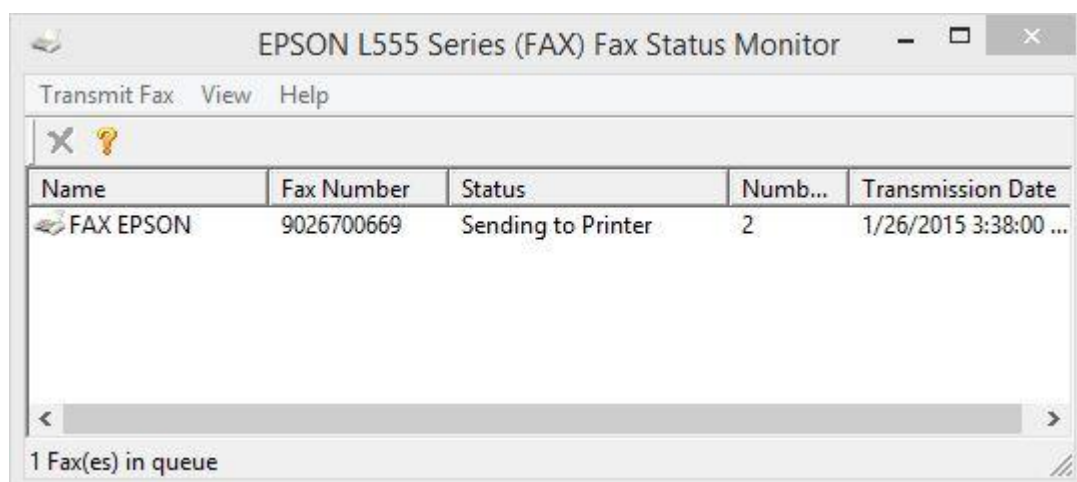 EPSON L555 Series (FAX) Fax Status Monitor
Transmit Fax View Help
Name Fax Number Status Numb... Transmission Date
FAX EPSON 9026700669 Sending to Printer 2 1/26/2015 3:38:00 ...
1 Fax(es) in queue